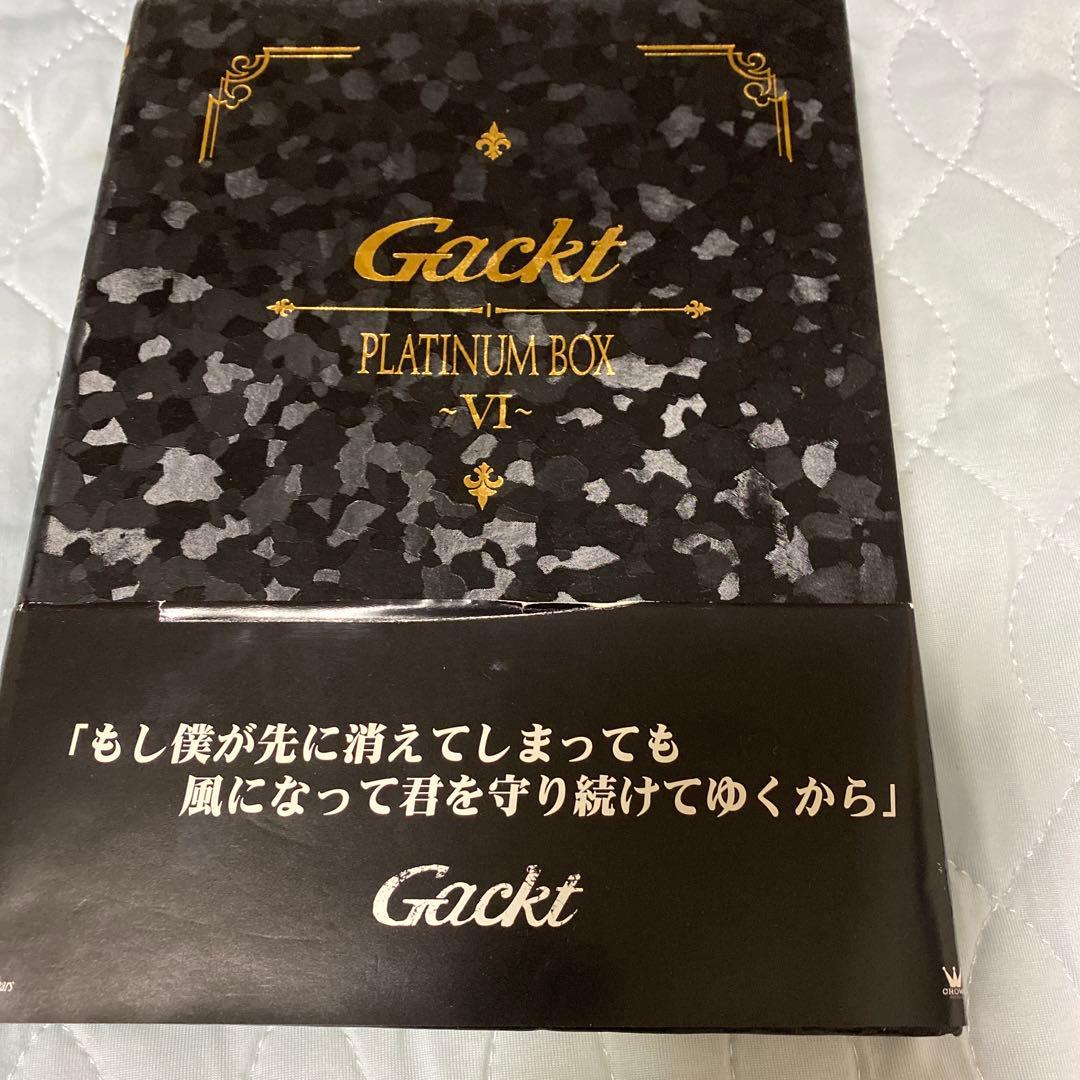 Gackt
PLATINUM BOX
~VI~
「もし僕が先に消えてしまっても
風になって君を守り続けてゆくから」
Gackt